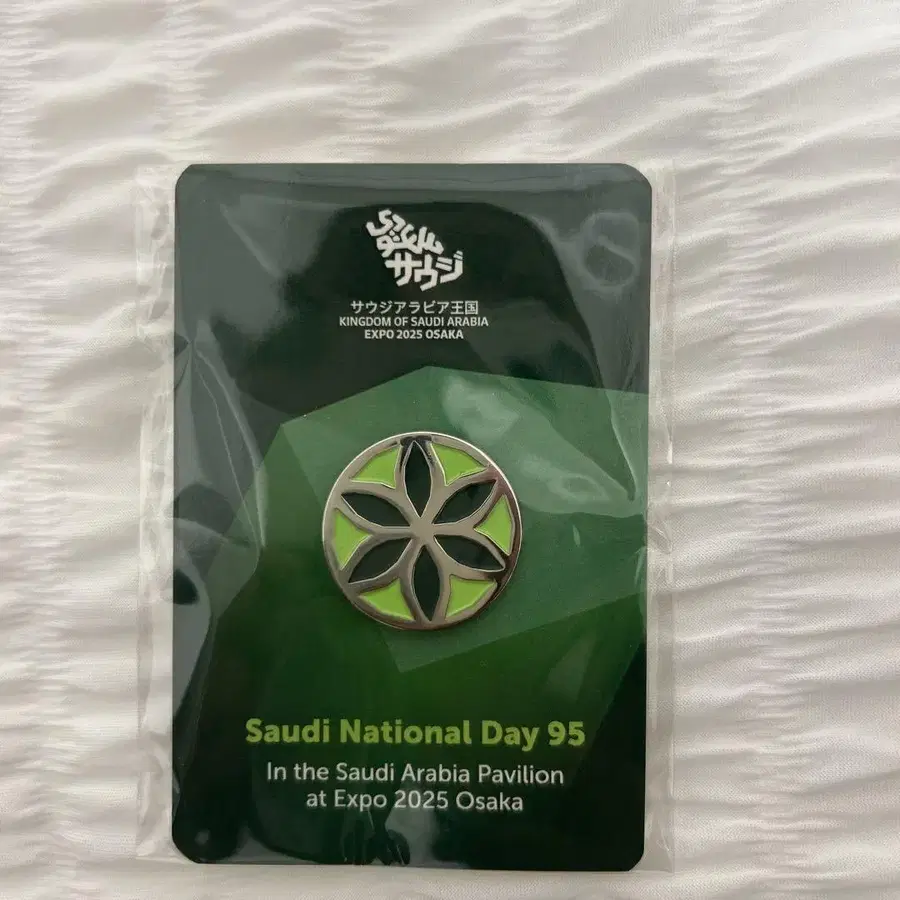 サウジ
サウジアラビア王国
KINGDOM OF SAUDI ARABIA
EXPO 2025 OSAKA
Saudi National Day 95
In the Saudi Arabia Pavilion
at Expo 2025 Osaka